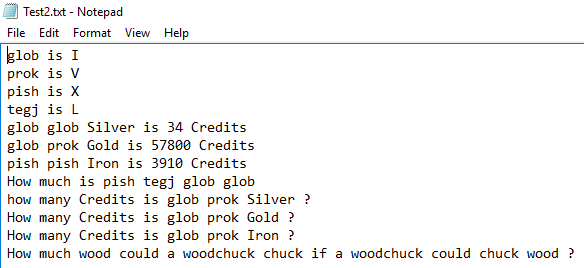 Test2.txt - Notepad
File Edit Format View Help
glob is I
prok is V
pish is X
tegj is L
glob glob Silver is 34 Credits
glob prok Gold is 57800 Credits
pish pish Iron is 3910 Credits
How much is pish tegj glob glob
how many Credits is glob prok Silver ?
How many Credits is glob prok Gold ?
How many Credits is glob prok Iron ?
How much wood could a woodchuck chuck if a woodchuck could chuck wood ?